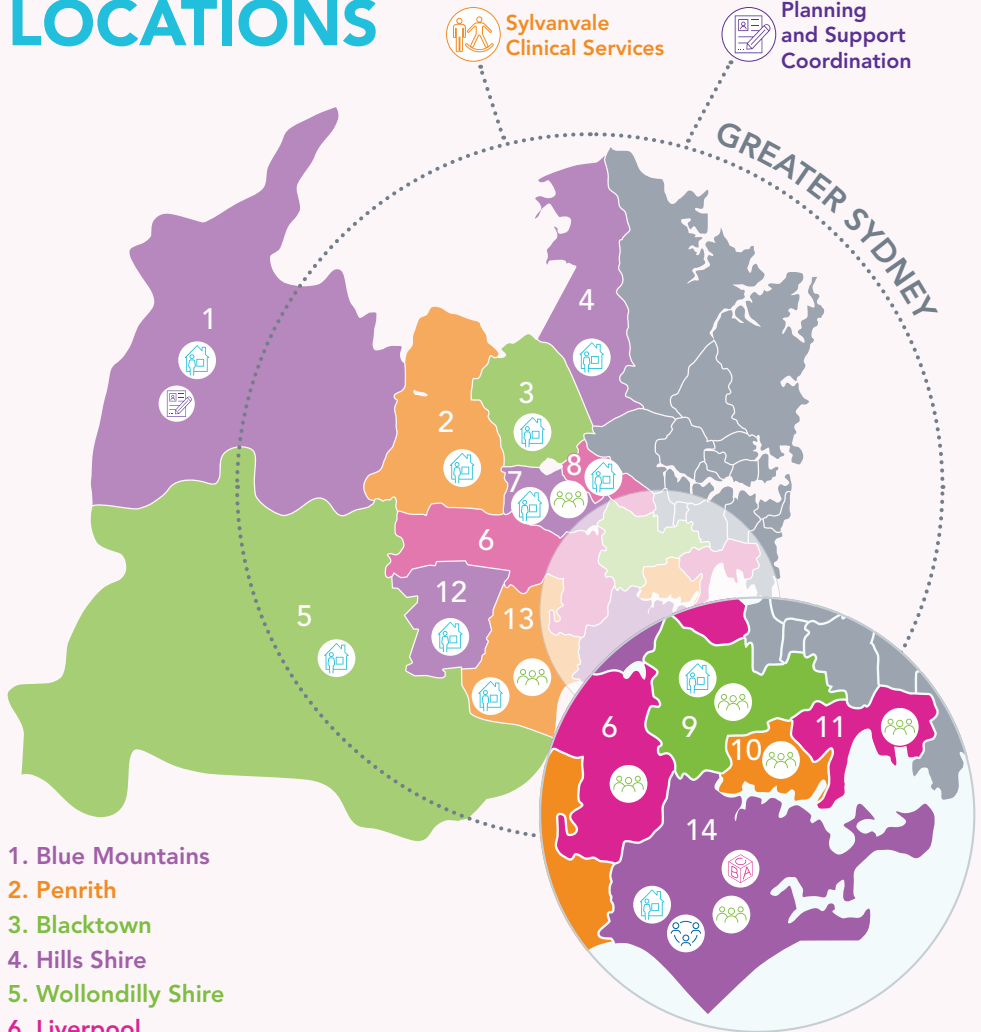 LOCATIONS
Sylvanvale
Clinical Services
Planning
and Support
Coordination
GREATER SYDNEY
1
4
3
2
8
7
6
12
5
13
6
9
10
11
14
C
B A
1. Blue Mountains
2. Penrith
3. Blacktown
4. Hills Shire
5. Wollondilly Shire
6. Liverpool